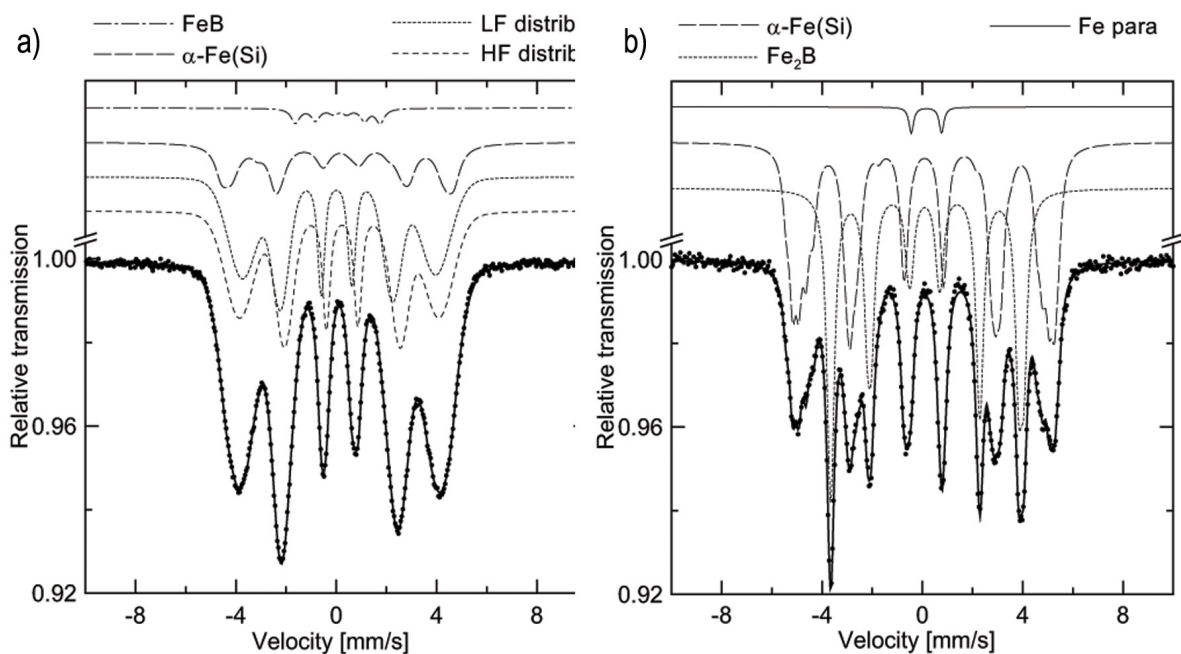 a)
FeB
LF distrib
α-Fe(Si)
HF distrib
Relative transmission
1.00
0.96
0.92
-8
-4
0
4
8
Velocity [mm/s]
b)
α-Fe(Si)
Fe para
Fe₂B
Relative transmission
1.00
0.96
0.92
-8
-4
0
4
8
Velocity [mm/s]